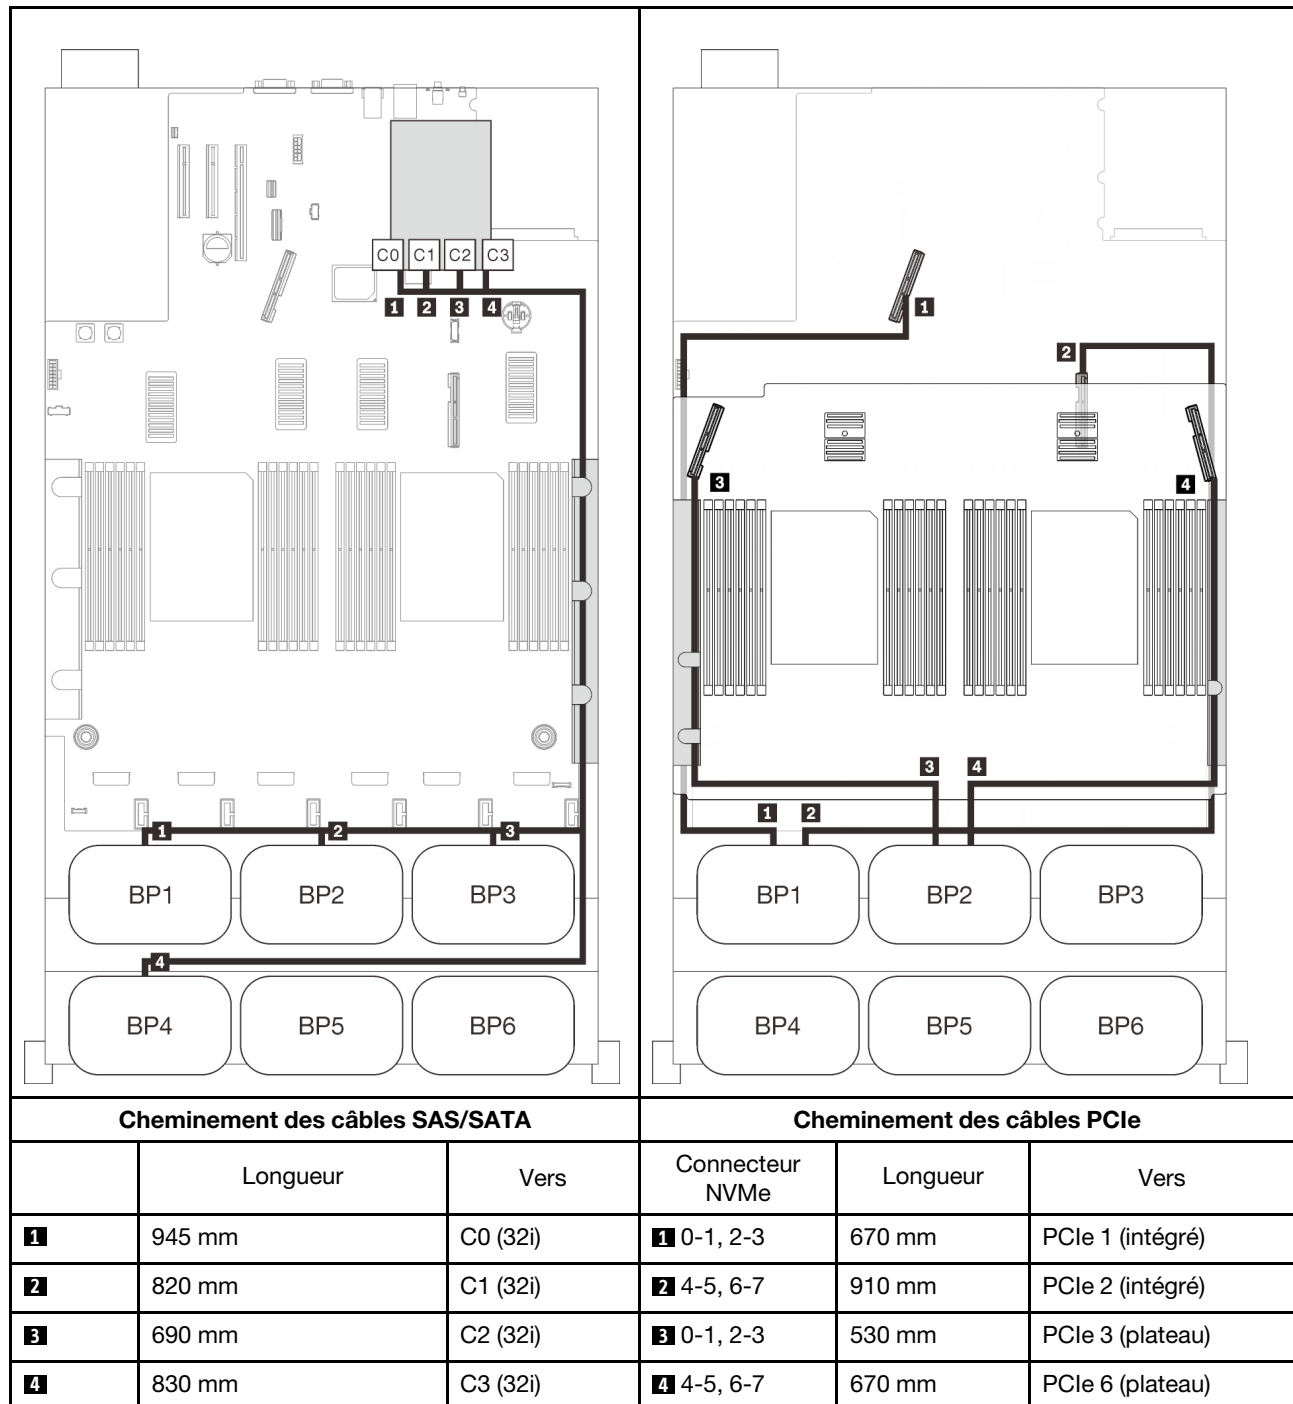 C0 C1 C2 C3
1 2 3 4
1 2 3
BP1 BP2 BP3
4
BP4 BP5 BP6
1
2
3
4
3 4
1 2
BP1 BP2 BP3
BP4 BP5 BP6
Cheminement des câbles SAS/SATA
Cheminement des câbles PCIe
Longueur Vers
Connecteur NVMe Longueur Vers
1 945 mm C0 (32i)
1 0-1, 2-3 670 mm PCIe 1 (intégré)
2 820 mm C1 (32i)
2 4-5, 6-7 910 mm PCIe 2 (intégré)
3 690 mm C2 (32i)
3 0-1, 2-3 530 mm PCIe 3 (plateau)
4 830 mm C3 (32i)
4 4-5, 6-7 670 mm PCIe 6 (plateau)